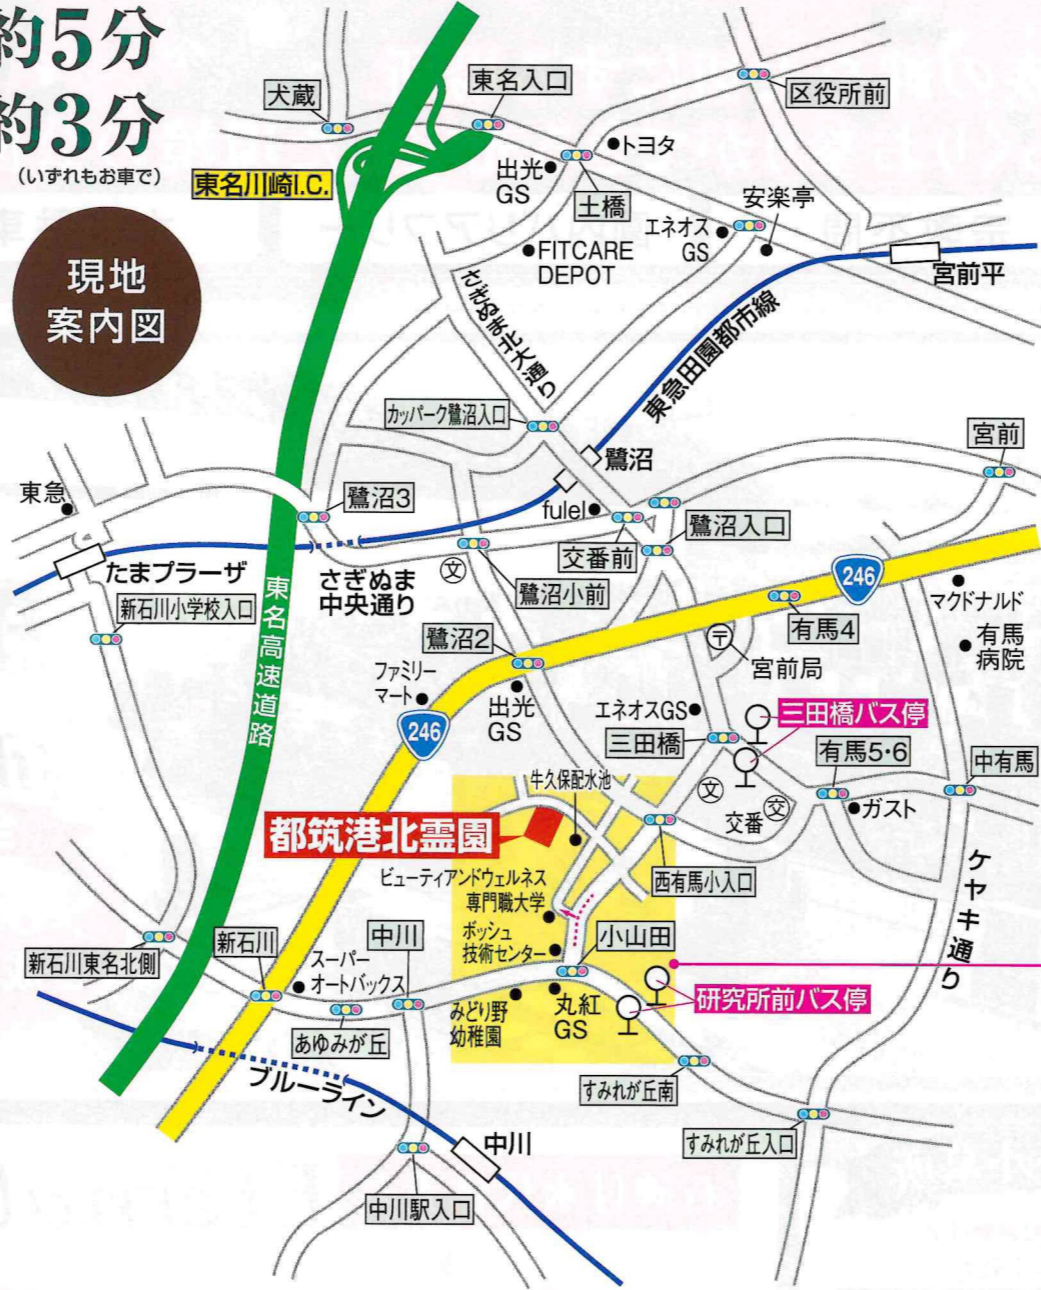 約5分
約3分
(いずれもお車で)
現地
案内図
犬蔵
東名入口
区役所前
トヨタ
出光
GS
土橋
東名川崎I.C.
安楽亭
エネオス
GS
FITCARE
DEPOT
宮前平
さぎぬま北大通り
東急田園都市線
カッパーク鷺沼入口
宮前
鷺沼
東急
鷺沼3
fulel
鷺沼入口
交番前
たまプラーザ
さぎぬま
中央通り
文
鷺沼小前
246
マクドナルド
新石川小学校入口
東名高速道路
有馬4
鷺沼2
〒
宮前局
有馬
病院
ファミリー
マート
出光
GS
246
エネオスGS
三田橋バス停
三田橋
有馬5・6
中有馬
牛久保配水池
文
交番
交
ガスト
都筑港北霊園
ビューティアンドウェルネス
専門職大学
西有馬小入口
ケヤキ通り
ボッシュ
技術センター
小山田
新石川東名北側
新石川
中川
スーパー
オートバックス
研究所前バス停
みどり野
幼稚園
丸紅
GS
あゆみが丘
ブルーライン
すみれが丘南
すみれが丘入口
中川
中川駅入口